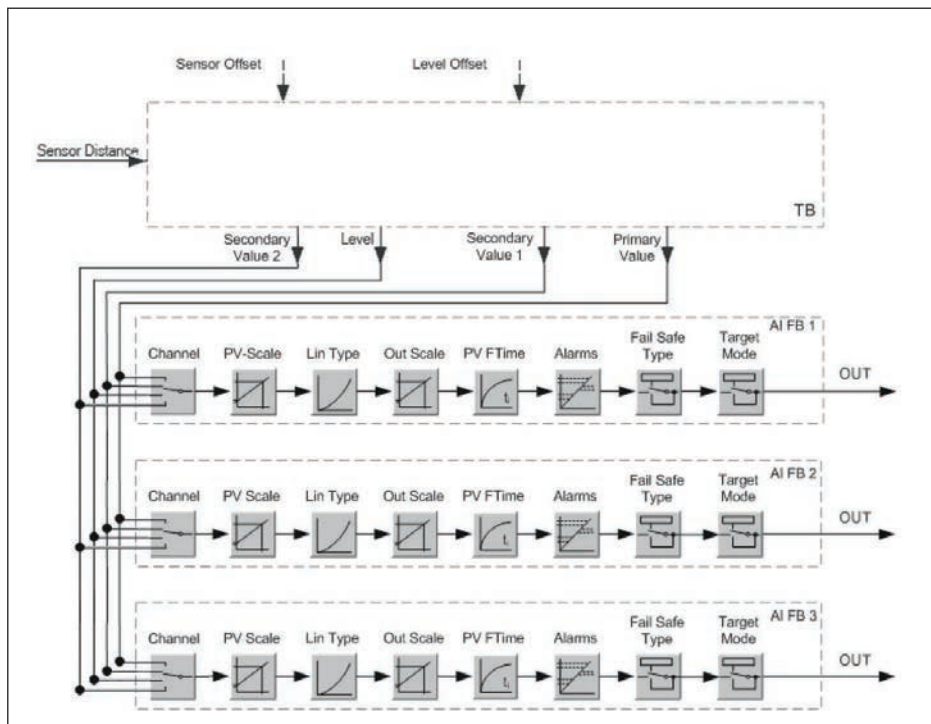 Sensor Offset
Level Offset
Sensor Distance
TB
Secondary
Value 2
Level
Secondary
Value 1
Primary
Value
AI FB 1
Channel
PV-Scale
Lin Type
Out Scale
PV FTime
Alarms
Fail Safe
Type
Target
Mode
OUT
AI FB 2
Channel
PV Scale
Lin Type
Out Scale
PV FTime
Alarms
Fail Safe
Type
Target
Mode
OUT
AI FB 3
Channel
PV Scale
Lin Type
Out Scale
PV FTime
Alarms
Fail Safe
Type
Target
Mode
OUT